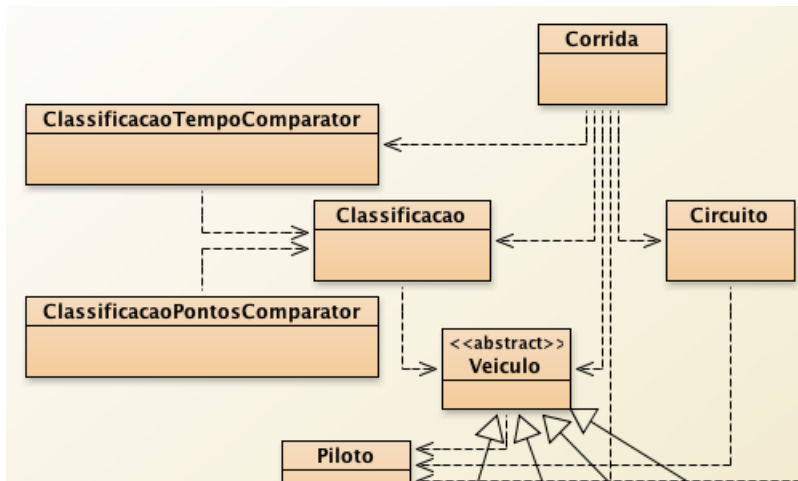 Corrida
ClassificacaoTempoComparator
Classificacao
Circuito
ClassificacaoPontosComparator
<<abstract>>
Veiculo
Piloto